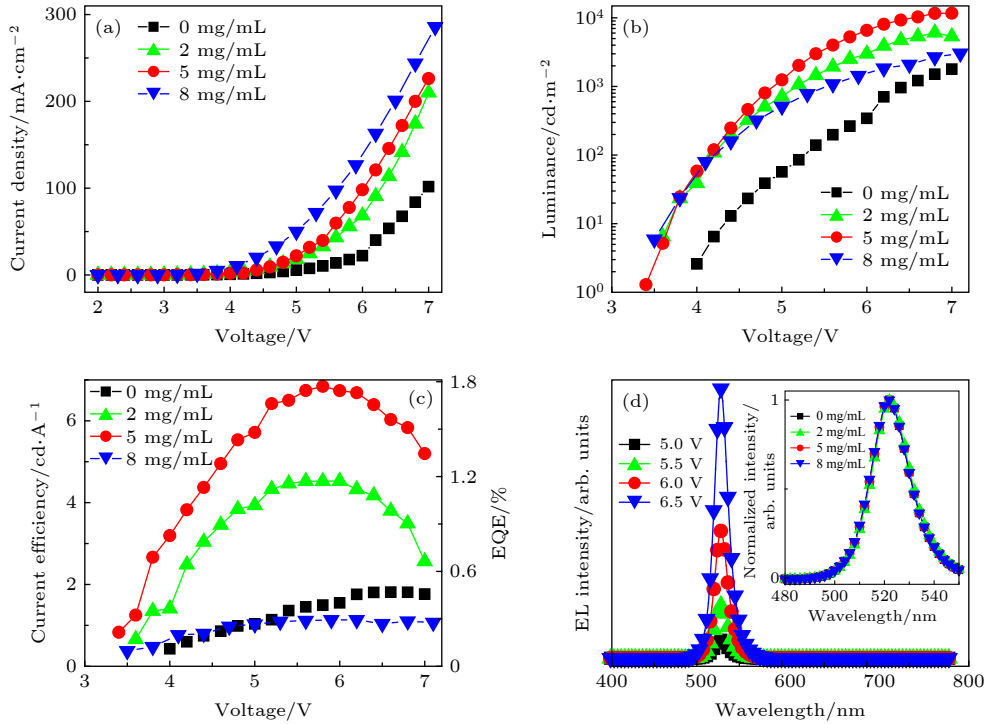 (a)
0 mg/mL
2 mg/mL
5 mg/mL
8 mg/mL
300
200
100
0
2 3 4 5 6 7
Voltage/V
Current density/mA·cm−2
(b)
0 mg/mL
2 mg/mL
5 mg/mL
8 mg/mL
10⁴
10³
10²
10¹
10⁰
3 4 5 6 7
Voltage/V
Luminance/cd·m−2
(c)
0 mg/mL
2 mg/mL
5 mg/mL
8 mg/mL
6
4
2
0
1.8
1.2
0.6
0
3 4 5 6 7
Voltage/V
Current efficiency/cd·A−1
EQE/%
(d)
5.0 V
5.5 V
6.0 V
6.5 V
400 500 600 700 800
Wavelength/nm
EL intensity/arb. units
0 mg/mL
2 mg/mL
5 mg/mL
8 mg/mL
1
0
480 500 520 540
Wavelength/nm
Normalized intensity/
arb. units